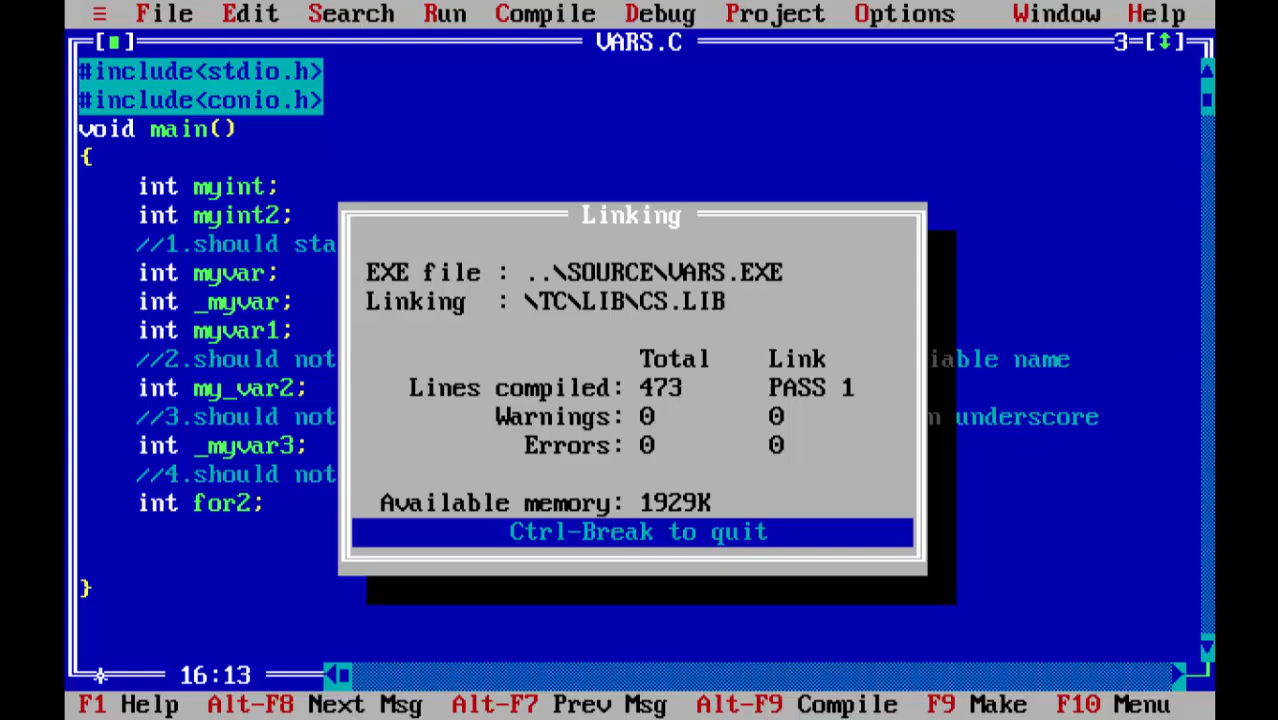 ≡ File Edit Search Run Compile Debug Project Options Window Help
[■] VARS.C 3=[↕]
#include<stdio.h>
#include<conio.h>
void main()
{
int myint;
int myint2;
//1.should sta
int myvar;
int _myvar;
int myvar1;
//2.should not iable name
int my_var2;
//3.should not n underscore
int _myvar3;
//4.should not
int for2;
}
Linking
EXE file : ..\SOURCE\VARS.EXE
Linking : \TC\LIB\CS.LIB
Total Link
Lines compiled: 473 PASS 1
Warnings: 0 0
Errors: 0 0
Available memory: 1929K
Ctrl-Break to quit
16:13
F1 Help Alt-F8 Next Msg Alt-F7 Prev Msg Alt-F9 Compile F9 Make F10 Menu